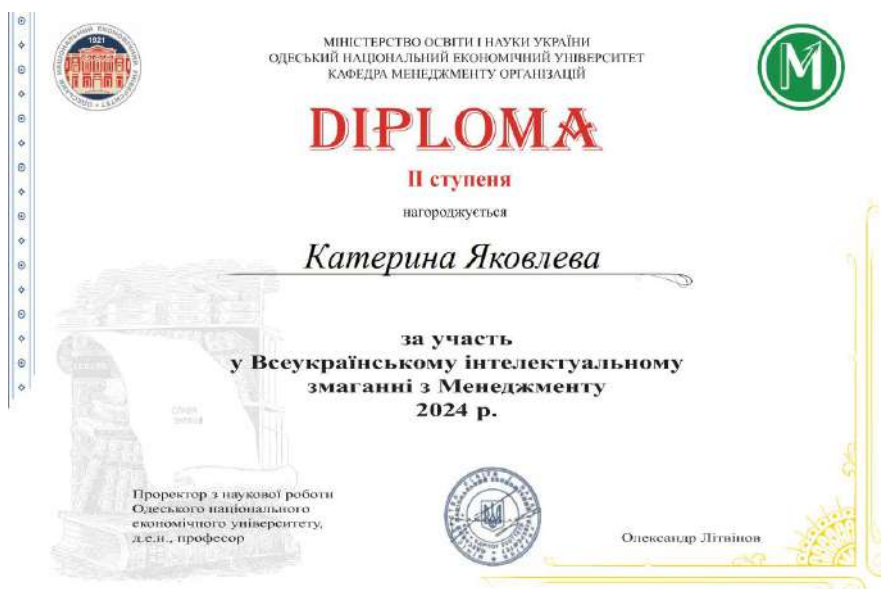 МІНІСТЕРСТВО ОСВІТИ І НАУКИ УКРАЇНИ
ОДЕСЬКИЙ НАЦІОНАЛЬНИЙ ЕКОНОМІЧНИЙ УНІВЕРСИТЕТ
КАФЕДРА МЕНЕДЖМЕНТУ ОРГАНІЗАЦІЙ
1921
M
DIPLOMA
ІІ ступеня
нагороджується
Катерина Яковлева
за участь
у Всеукраїнському інтелектуальному
змаганні з Менеджменту
2024 р.
Проректор з наукової роботи
Одеського національного
економічного університету,
д.е.н., професор
Олександр Літвінов